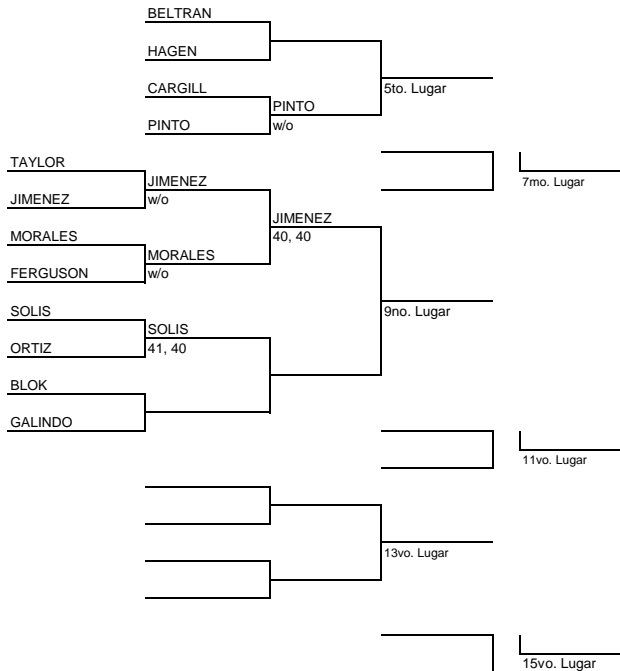 BELTRAN
HAGEN
CARGILL
5to. Lugar
PINTO
PINTO
w/o
TAYLOR
JIMENEZ
7mo. Lugar
JIMENEZ
w/o
JIMENEZ
40, 40
MORALES
MORALES
FERGUSON
w/o
9no. Lugar
SOLIS
SOLIS
ORTIZ
41, 40
BLOK
GALINDO
11vo. Lugar
13vo. Lugar
15vo. Lugar